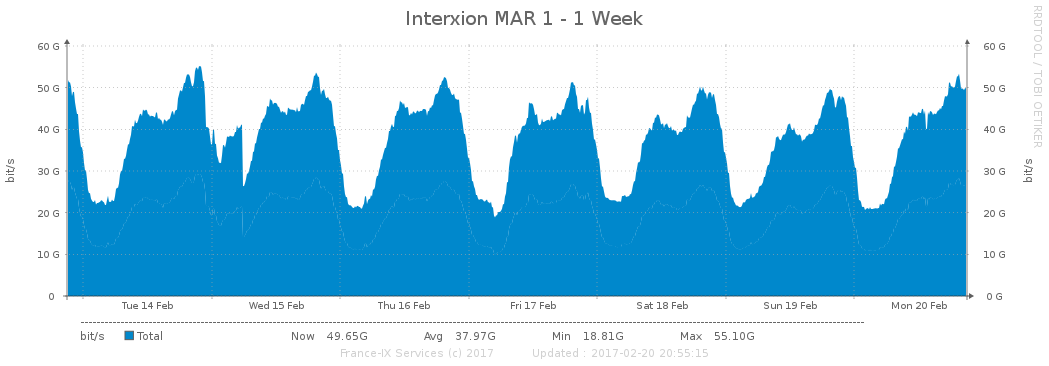 Interxion MAR 1 - 1 Week
RRDTOOL / TOBI OETIKER
60 G 60 G
50 G 50 G
40 G 40 G
30 G 30 G
20 G 20 G
10 G 10 G
0 0 G
bit/s bit/s
Tue 14 Feb Wed 15 Feb Thu 16 Feb Fri 17 Feb Sat 18 Feb Sun 19 Feb Mon 20 Feb
bit/s Total Now 49.65G Avg 37.97G Min 18.81G Max 55.10G
France-IX Services (c) 2017 Updated : 2017-02-20 20:55:15